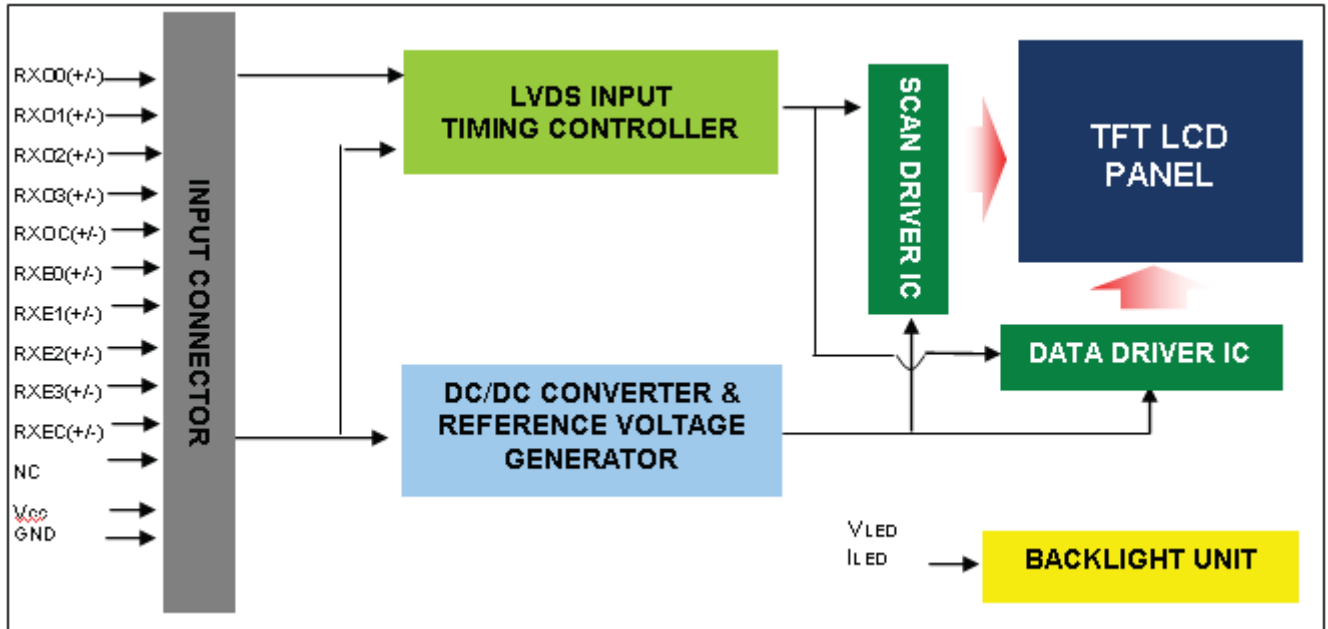 RXO0(+/-)
RXO1(+/-)
RXO2(+/-)
RXO3(+/-)
RXOC(+/-)
RXE0(+/-)
RXE1(+/-)
RXE2(+/-)
RXE3(+/-)
RXEC(+/-)
NC
Vcc
GND
INPUT CONNECTOR
LVDS INPUT
TIMING CONTROLLER
DC/DC CONVERTER &
REFERENCE VOLTAGE
GENERATOR
SCAN DRIVER IC
TFT LCD
PANEL
DATA DRIVER IC
VLED
ILED
BACKLIGHT UNIT